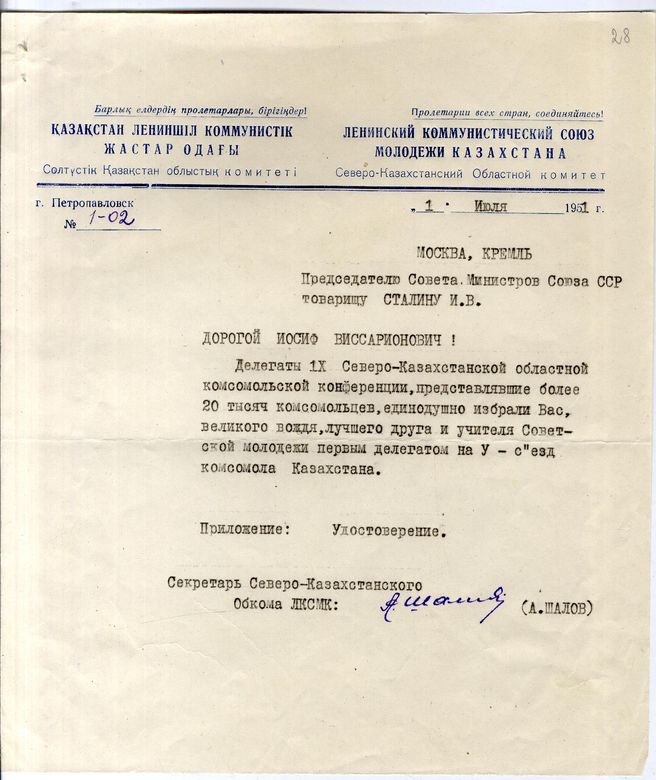 28
Барлық елдердің пролетарлары, бірігіңдер!
ҚАЗАҚСТАН ЛЕНИНШІЛ КОММУНИСТІК
ЖАСТАР ОДАҒЫ
Солтүстік Қазақстан облыстық комитеті
Пролетарии всех стран, соединяйтесь!
ЛЕНИНСКИЙ КОММУНИСТИЧЕСКИЙ СОЮЗ
МОЛОДЕЖИ КАЗАХСТАНА
Северо-Казахстанский Областной комитет
г. Петропавловск
№ 1-02
„ 1 " Июля 1951 г.
МОСКВА, КРЕМЛЬ
Председателю Совета.Министров Союза ССР
товарищу СТАЛИНУ И.В.
ДОРОГОЙ ИОСИФ ВИССАРИОНОВИЧ !
Делегаты 1Х Северо-Казахстанской областной
комсомольской конференции,представлявшие более
20 тысяч комсомольцев,единодушно избрали Вас,
великого вождя,лучшего друга и учителя Совет-
ской молодежи первым делегатом на У - с"езд
комсомола Казахстана.
Приложение: Удостоверение.
Секретарь Северо-Казахстанского
Обкома ЛКСМК: А.Шалов (А.ШАЛОВ)